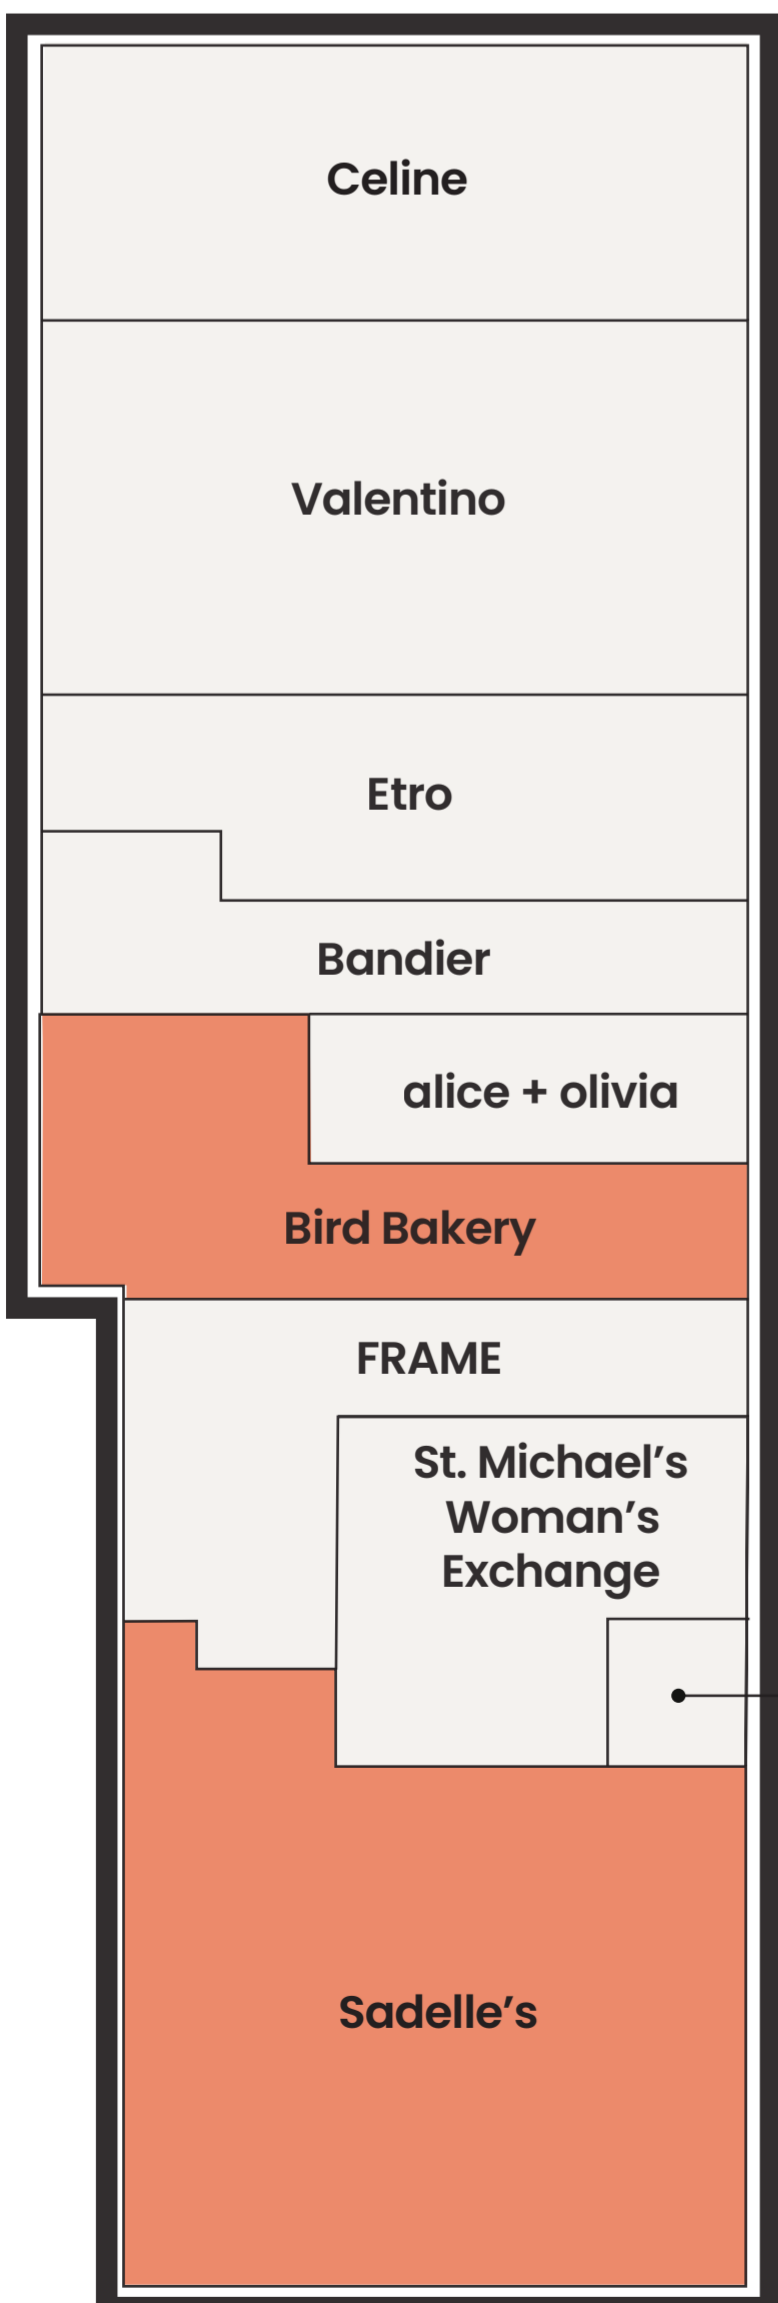 Celine
Valentino
Etro
Bandier
alice + olivia
Bird Bakery
FRAME
St. Michael’s
Woman’s
Exchange
Sadelle’s